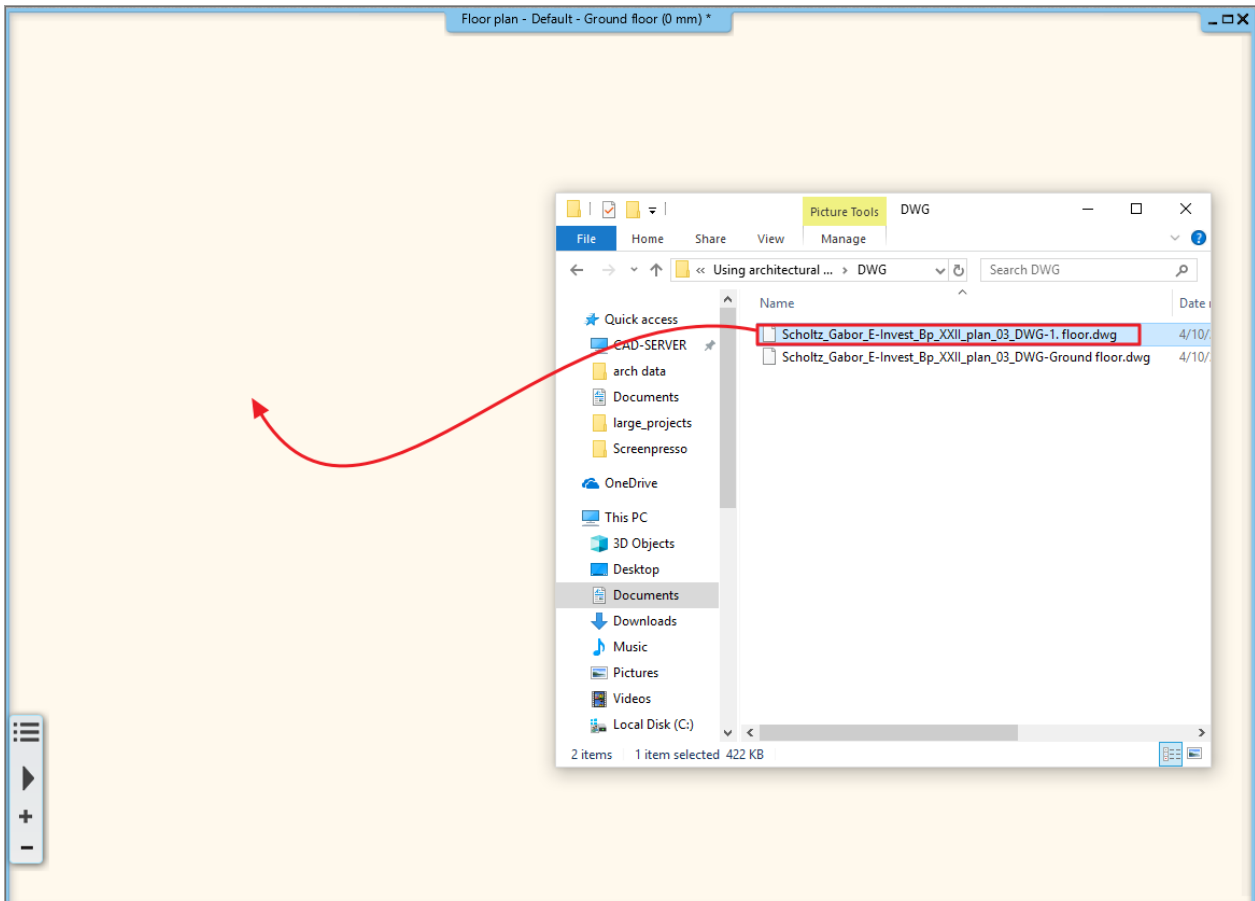 Floor plan - Default - Ground floor (0 mm) *
Picture Tools DWG
File Home Share View Manage
« Using architectural ... › DWG Search DWG
Name Date
Quick access
CAD-SERVER
arch data
Documents
large_projects
Screenpresso
OneDrive
This PC
3D Objects
Desktop
Documents
Downloads
Music
Pictures
Videos
Local Disk (C:)
Scholtz_Gabor_E-Invest_Bp_XXII_plan_03_DWG-1. floor.dwg 4/10/
Scholtz_Gabor_E-Invest_Bp_XXII_plan_03_DWG-Ground floor.dwg 4/10/
2 items 1 item selected 422 KB